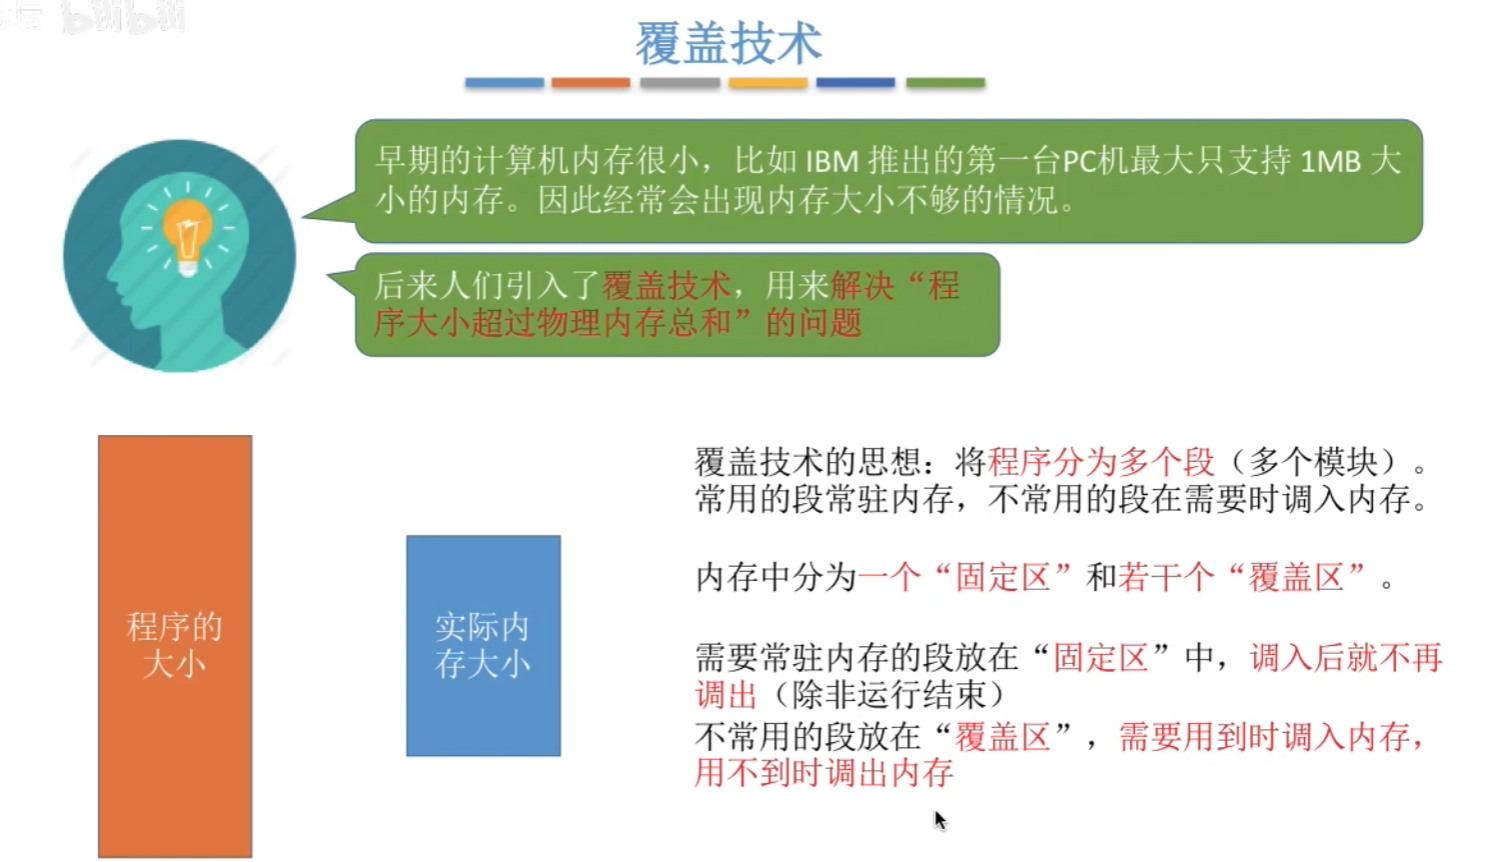 bilibili
覆盖技术
早期的计算机内存很小，比如 IBM 推出的第一台PC机最大只支持 1MB 大
小的内存。因此经常会出现内存大小不够的情况。
后来人们引入了覆盖技术，用来解决“程
序大小超过物理内存总和”的问题
程序的
大小
实际内
存大小
覆盖技术的思想：将程序分为多个段（多个模块）。
常用的段常驻内存，不常用的段在需要时调入内存。
内存中分为一个“固定区”和若干个“覆盖区”。
需要常驻内存的段放在“固定区”中，调入后就不再
调出（除非运行结束）
不常用的段放在“覆盖区”，需要用到时调入内存，
用不到时调出内存